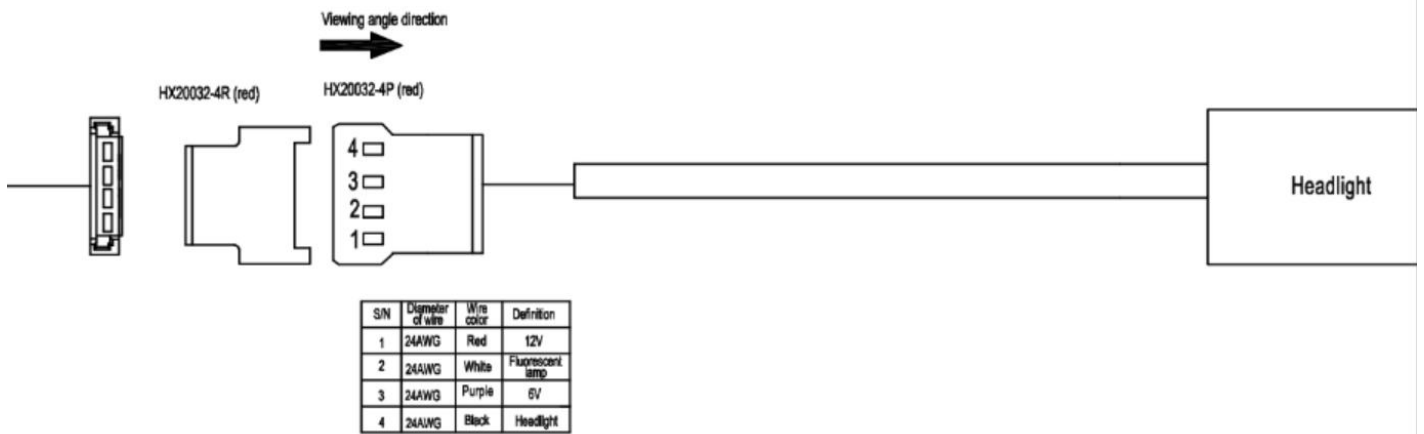 Viewing angle direction
HX20032-4R (red)
HX20032-4P (red)
4
3
2
1
Headlight
S/N Diameter of wire Wire color Definition
1 24AWG Red 12V
2 24AWG White Fluorescent lamp
3 24AWG Purple 6V
4 24AWG Black Headlight